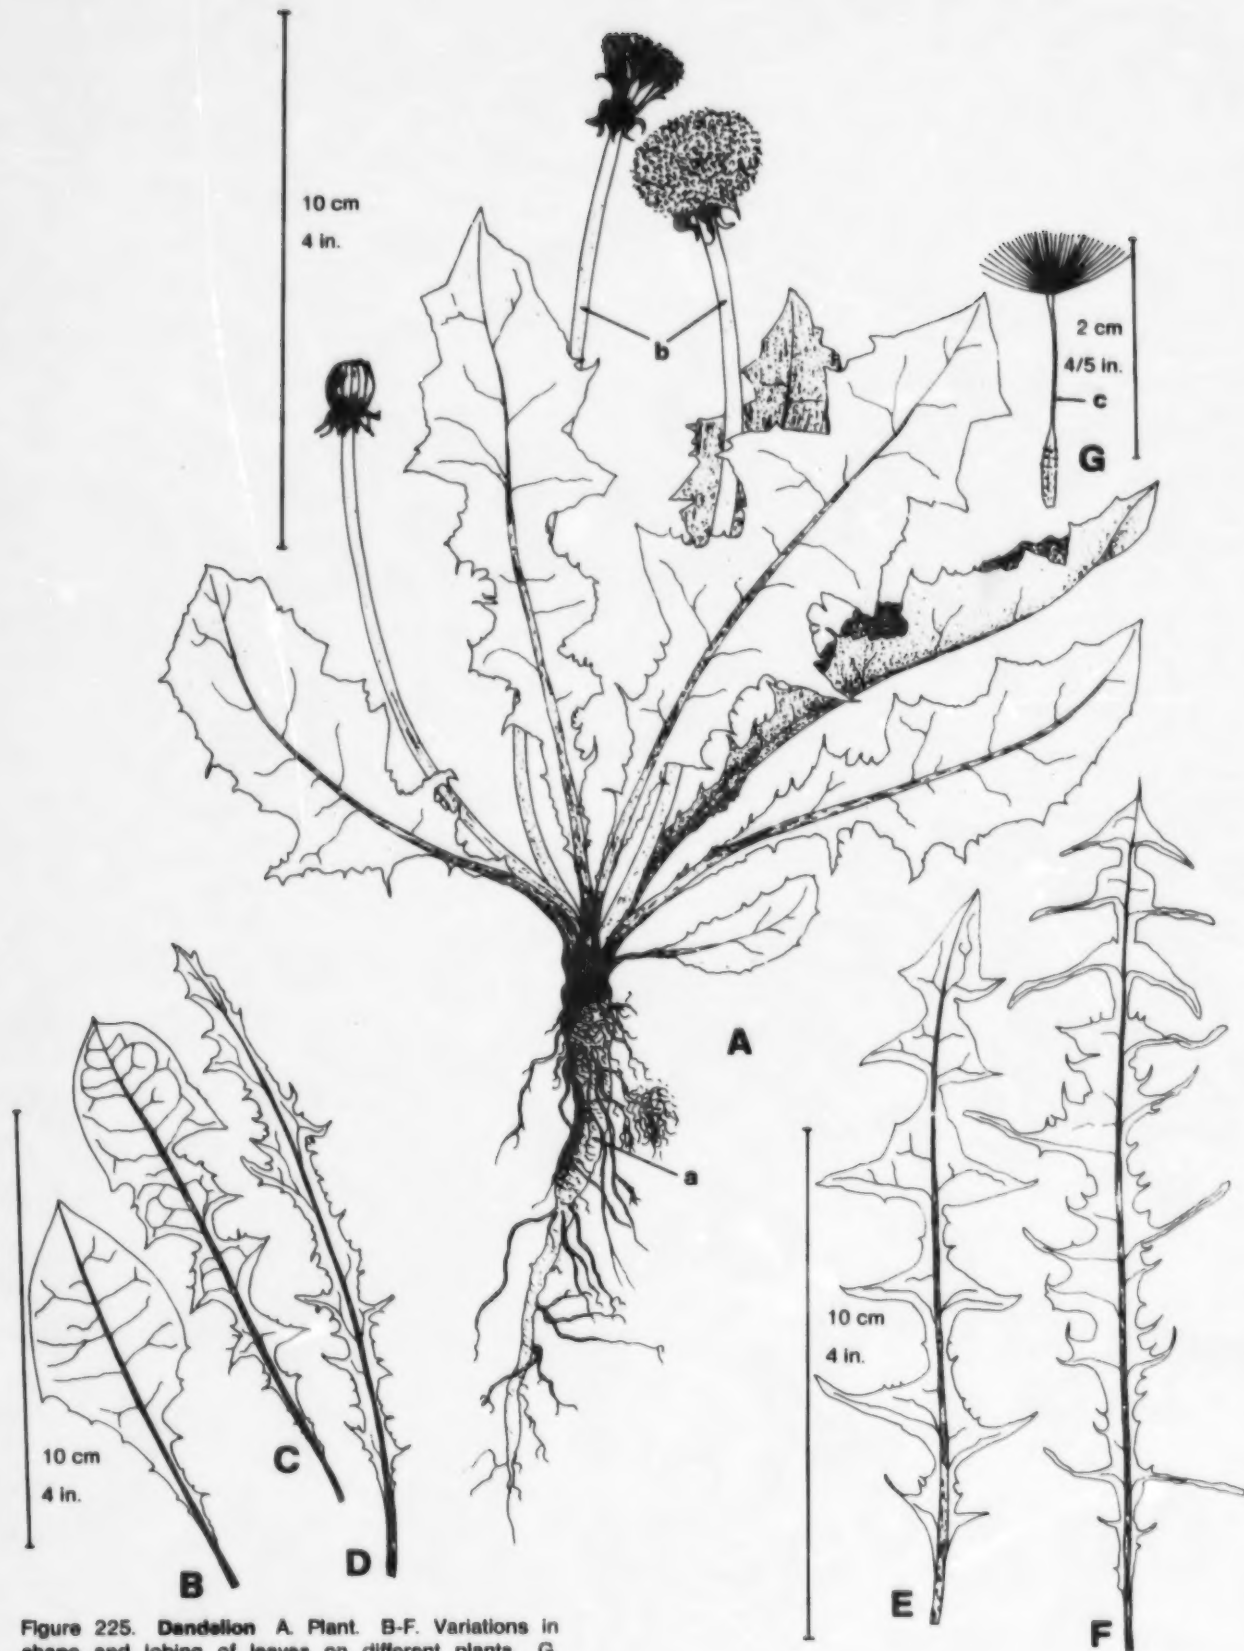 10 cm
4 in.
b
2 cm
4/5 in.
c
G
A
a
10 cm
4 in.
B
C
D
10 cm
4 in.
E
F
Figure 225. Dandelion A. Plant. B-F. Variations in
shape and lobing of leaves on different plants. G.